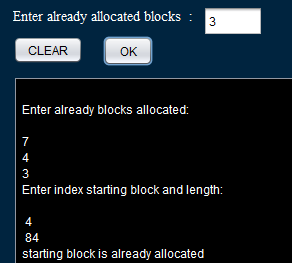 Enter already allocated blocks :
3
CLEAR
OK
Enter already blocks allocated:
7
4
3
Enter index starting block and length:
4
84
starting block is already allocated